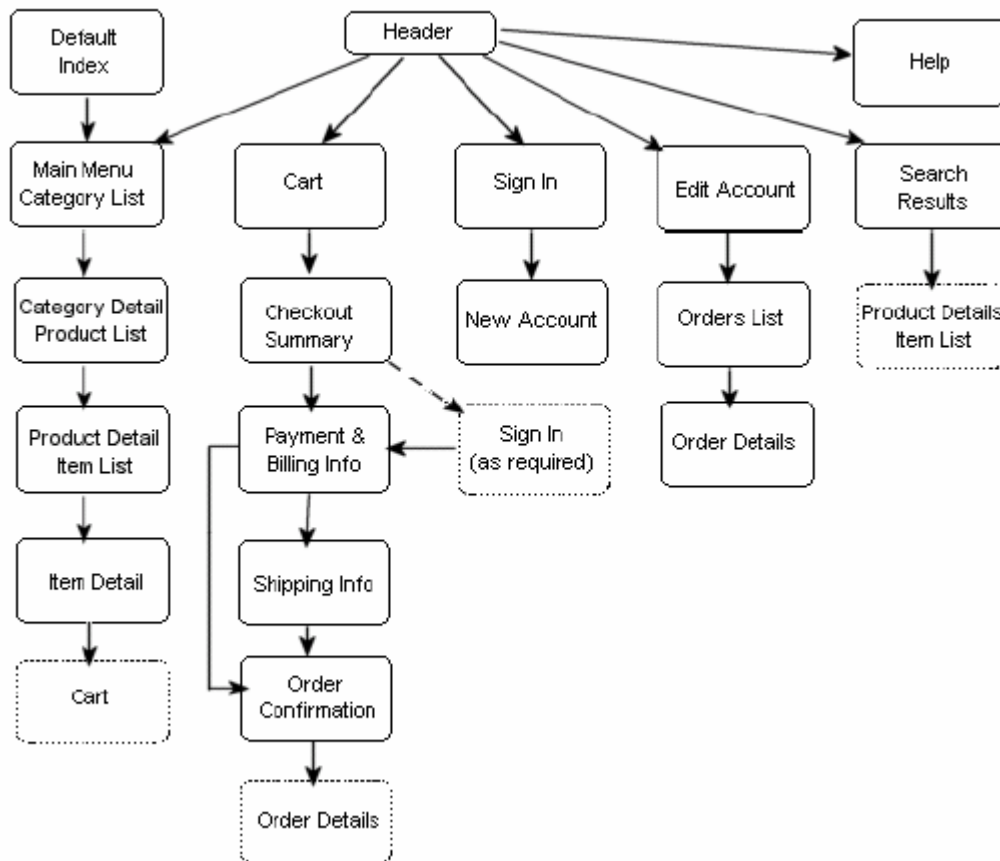 Default
Index
Header
Help
Main Menu
Category List
Cart
Sign In
Edit Account
Search
Results
Category Detail
Product List
Checkout
Summary
New Account
Orders List
Product Details
Item List
Product Detail
Item List
Payment &
Billing Info
Sign In
(as required)
Order Details
Item Detail
Shipping Info
Cart
Order
Confirmation
Order Details